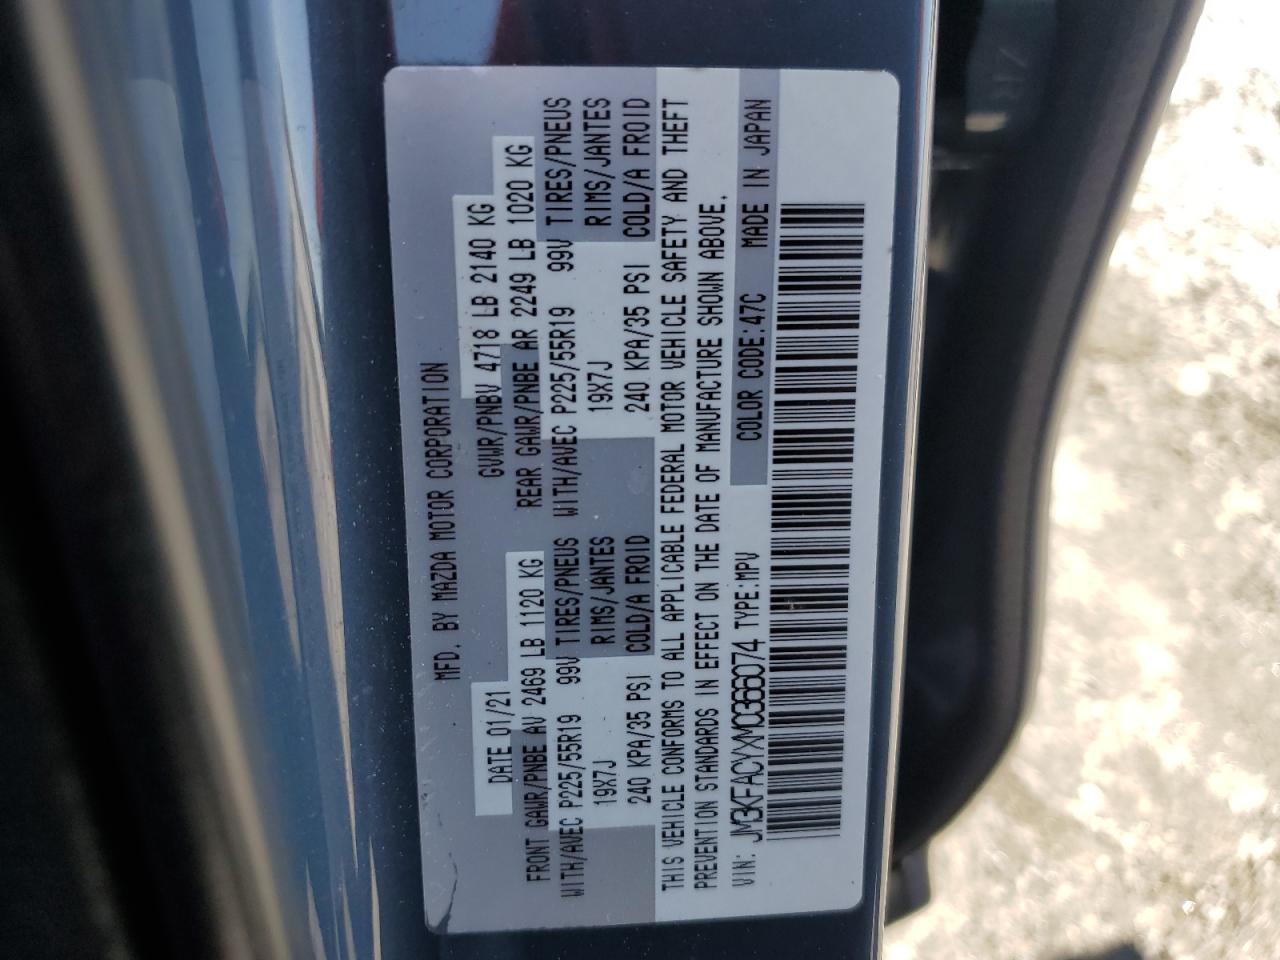 MFD. BY MAZDA MOTOR CORPORATION
DATE 01/21 GVWR/PNBV 4718 LB 2140 KG
FRONT GAWR/PNBE AV 2469 LB 1120 KG REAR GAWR/PNBE AR 2249 LB 1020 KG
WITH/AVEC P225/55R19 99V TIRES/PNEUS WITH/AVEC P225/55R19 99V TIRES/PNEUS
19X7J RIMS/JANTES 19X7J RIMS/JANTES
240 KPA/35 PSI COLD/A FROID 240 KPA/35 PSI COLD/A FROID
THIS VEHICLE CONFORMS TO ALL APPLICABLE FEDERAL MOTOR VEHICLE SAFETY AND THEFT
PREVENTION STANDARDS IN EFFECT ON THE DATE OF MANUFACTURE SHOWN ABOVE.
VIN: JM3KFACYXM0366074 TYPE:MPV COLOR CODE:47C MADE IN JAPAN